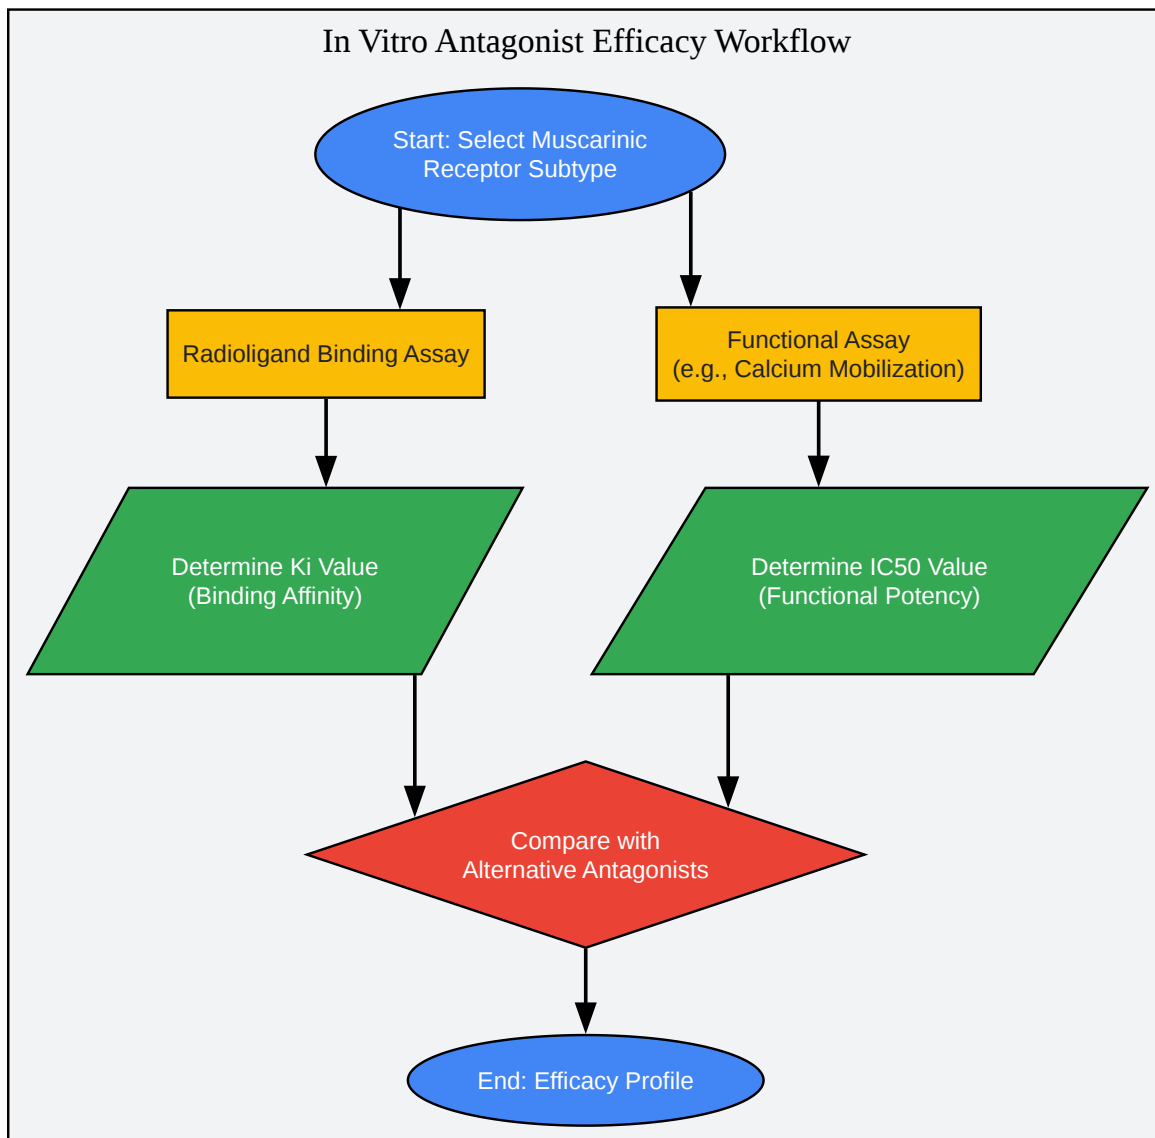 In Vitro Antagonist Efficacy Workflow
Start: Select Muscarinic
Receptor Subtype
Radioligand Binding Assay
Functional Assay
(e.g., Calcium Mobilization)
Determine Ki Value
(Binding Affinity)
Determine IC50 Value
(Functional Potency)
Compare with
Alternative Antagonists
End: Efficacy Profile